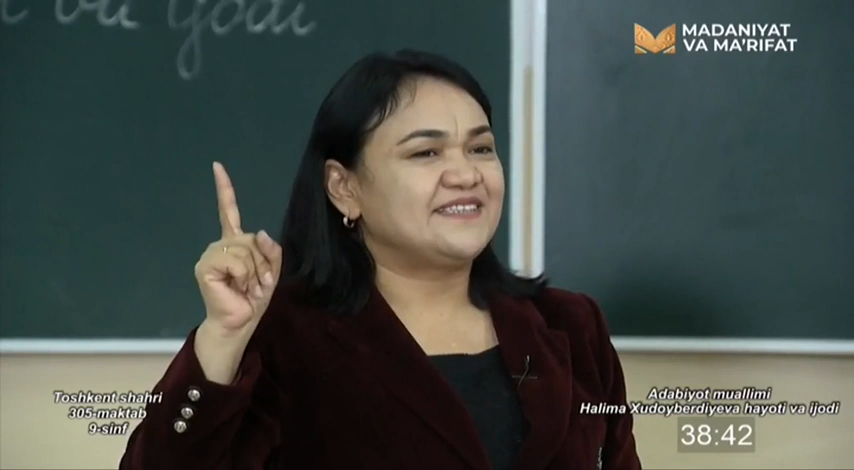 va ijodi
MADANIYAT
VA MA'RIFAT
Toshkent shahri
305-maktab
9-sinf
Adabiyot muallimi
Halima Xudoyberdiyeva hayoti va ijodi
38:42